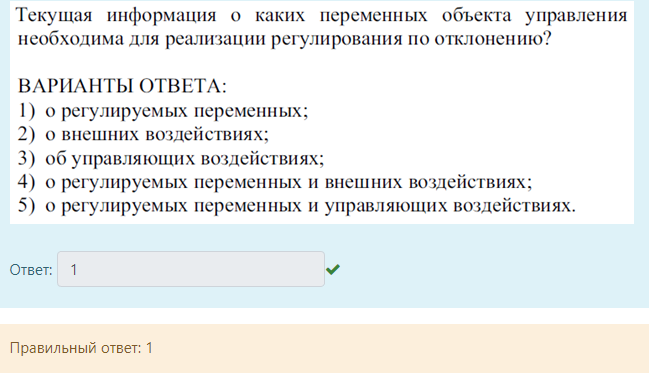 Текущая информация о каких переменных объекта управления
необходима для реализации регулирования по отклонению?
ВАРИАНТЫ ОТВЕТА:
1) о регулируемых переменных;
2) о внешних воздействиях;
3) об управляющих воздействиях;
4) о регулируемых переменных и внешних воздействиях;
5) о регулируемых переменных и управляющих воздействиях.
Ответ: 1
Правильный ответ: 1